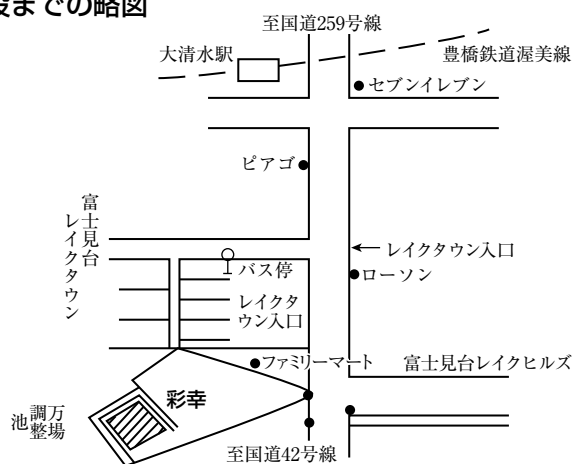 までの略図
至国道259号線
大清水駅
豊橋鉄道渥美線
セブンイレブン
ピアゴ
富士見台
レイクタウン
レイクタウン入口
バス停
ローソン
レイクタ
ウン入口
ファミリーマート
富士見台レイクヒルズ
彩幸
万場
調整
池
至国道42号線